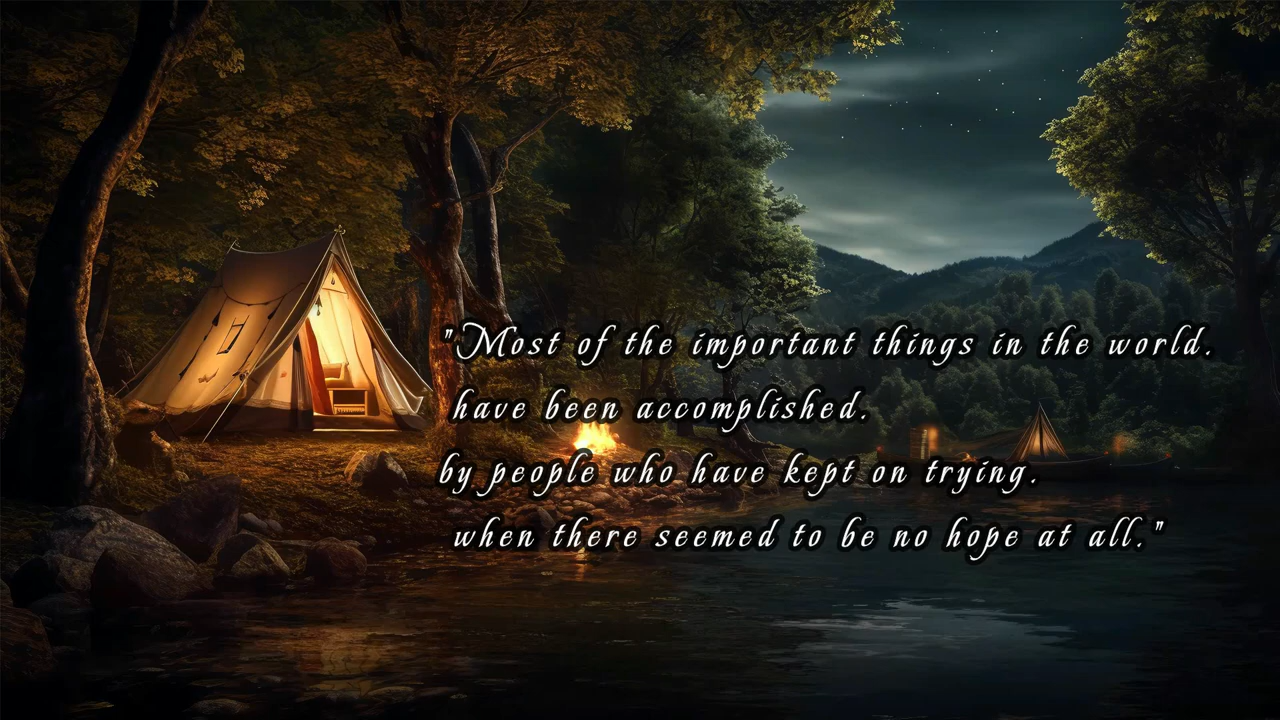 "Most of the important things in the world.
have been accomplished.
by people who have kept on trying.
when there seemed to be no hope at all."